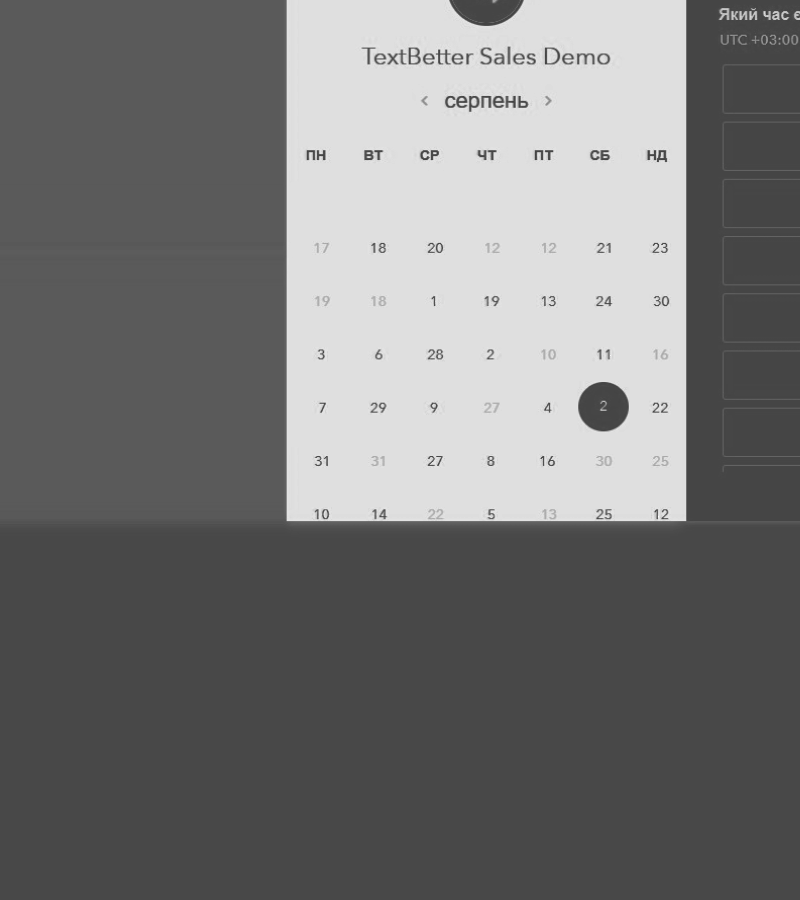 TextBetter Sales Demo
< серпень >
ПН ВТ СР ЧТ ПТ СБ НД
17 18 20 12 12 21 23
19 18 1 19 13 24 30
3 6 28 2 10 11 16
7 29 9 27 4 2 22
31 31 27 8 16 30 25
10 14 22 5 13 25 12
Який час є
UTC +03:00